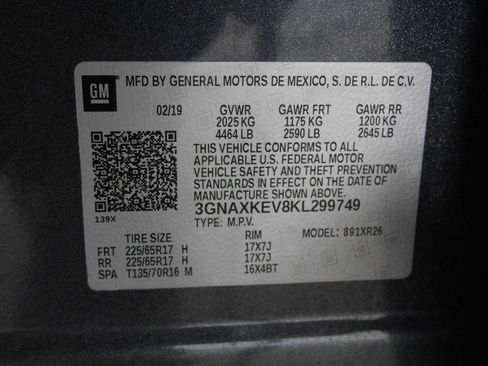 GM
MFD BY GENERAL MOTORS DE MEXICO, S. DE R.L. DE C.V.
02/19 GVWR GAWR FRT GAWR RR
2025 KG 1175 KG 1200 KG
4464 LB 2590 LB 2645 LB
THIS VEHICLE CONFORMS TO ALL
APPLICABLE U.S. FEDERAL MOTOR
VEHICLE SAFETY AND THEFT PREVENTION
STANDARDS IN EFFECT ON THE DATE OF
MANUFACTURE SHOWN ABOVE.
139X 3GNAXKEV8KL299749
TYPE: M.P.V. MODEL: 891XR26
TIRE SIZE RIM
FRT 225/65R17 H 17X7J
RR 225/65R17 H 17X7J
SPA T135/70R16 M 16X4BT